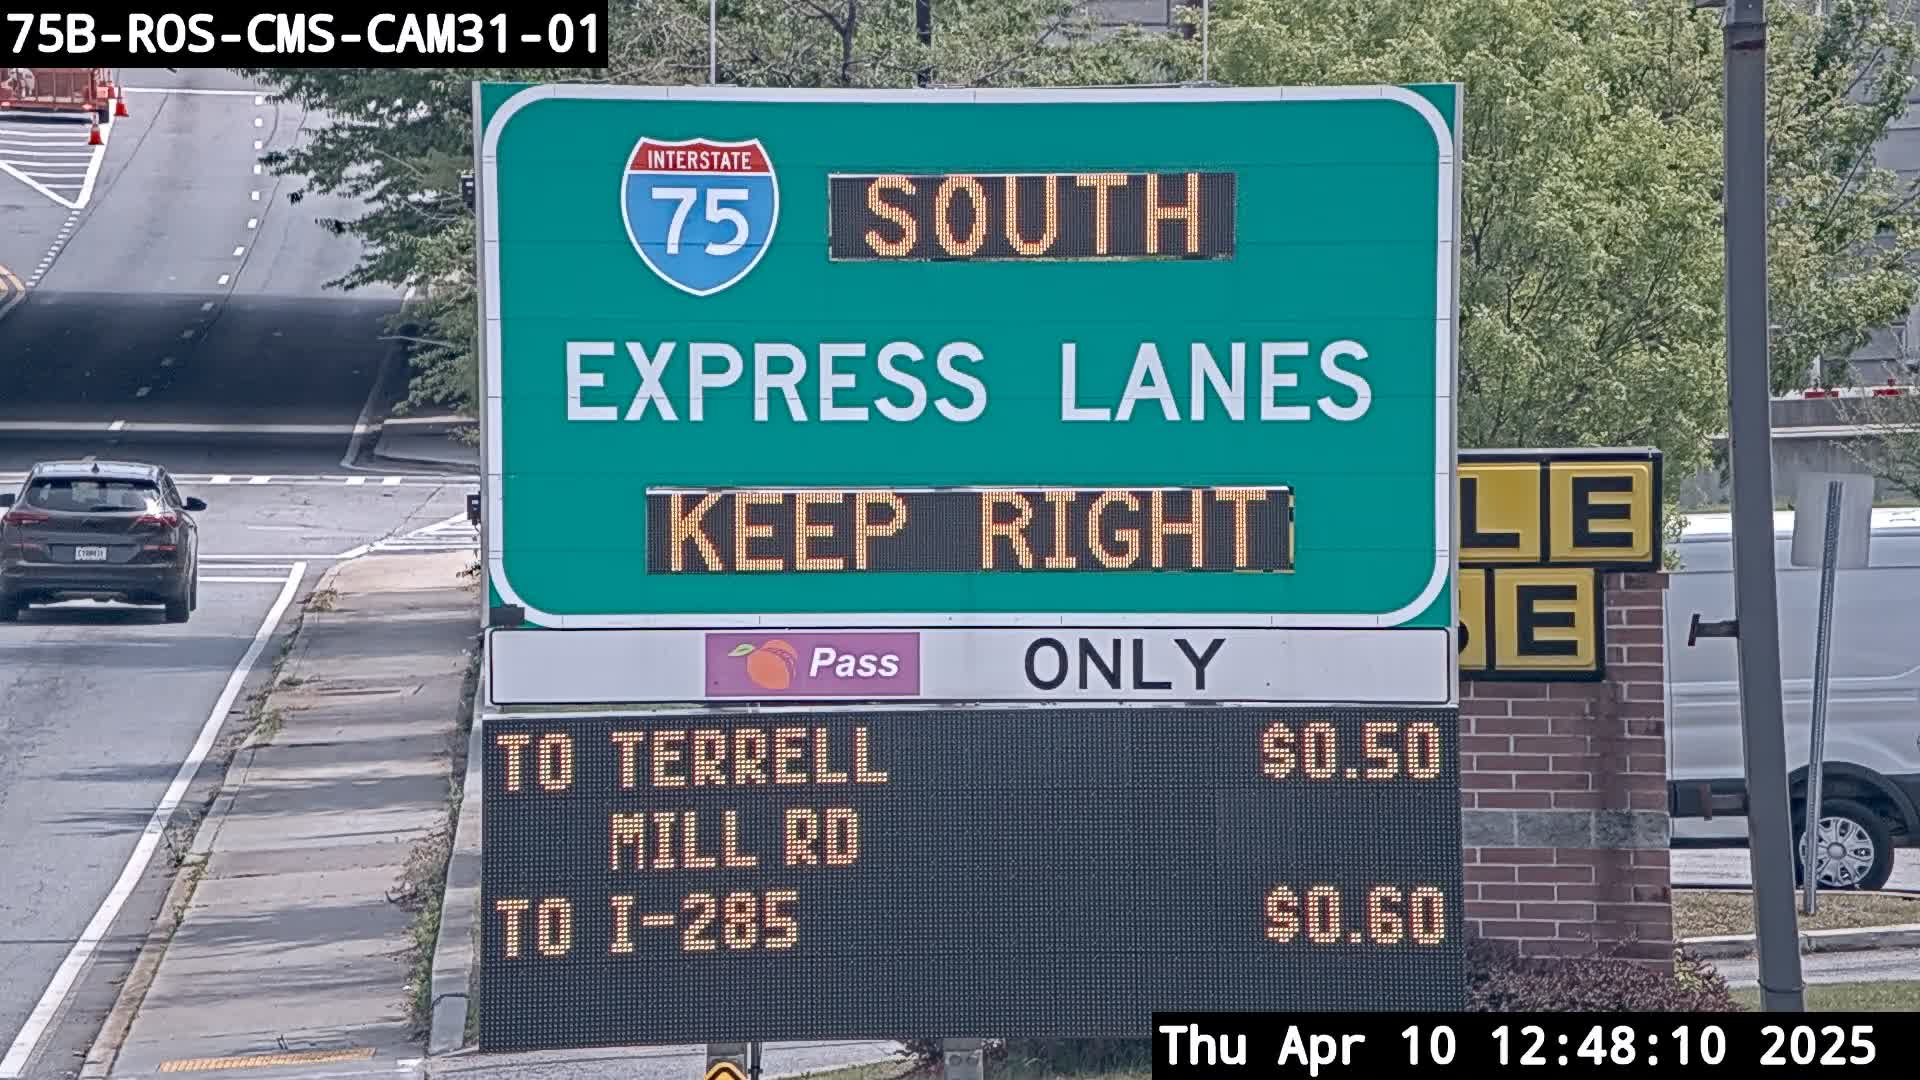 75B-ROS-CMS-CAM31-01
INTERSTATE
75
SOUTH
EXPRESS LANES
KEEP RIGHT
Pass ONLY
TO TERRELL $0.50
MILL RD
TO I-285 $0.60
LE
E
Thu Apr 10 12:48:10 2025